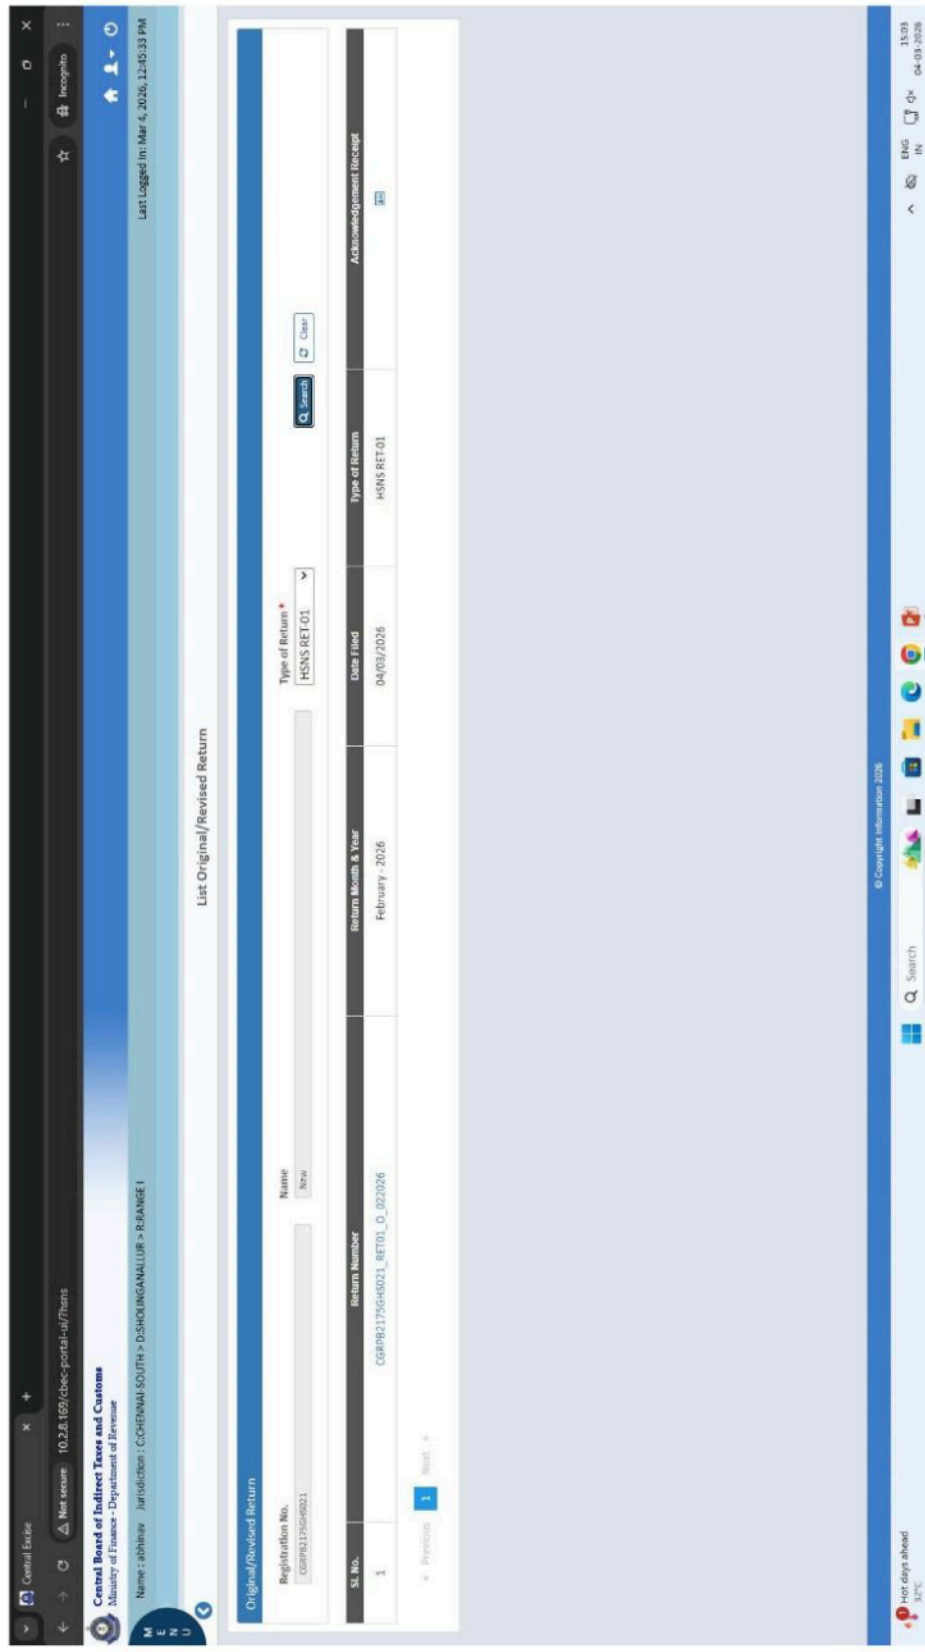 Central Excise
Not secure 10.2.8.169/cbec-portal-ui/?hsns
Incognito
Central Board of Indirect Taxes and Customs
Ministry of Finance - Department of Revenue
Name : abhinav Jurisdiction : C:CHENNAI-SOUTH > D:SHOLINGANALLUR > R:RANGE I Last Logged In: Mar 4, 2026, 12:45:33 PM
MENU
List Original/Revised Return
Original/Revised Return
Registration No. Name Type of Return *
CGRPB2175GHS021 New HSNS RET-01 Search Clear
SL No. Return Number Return Month & Year Date Filed Type of Return Acknowledgement Receipt
1 CGRPB2175GHS021_RET01_O_022026 February - 2026 04/03/2026 HSNS RET-01
« Previous 1 Next »
© Copyright Information 2026
1 Hot days ahead
32°C
Search
ENG
IN
15:03
04-03-2026